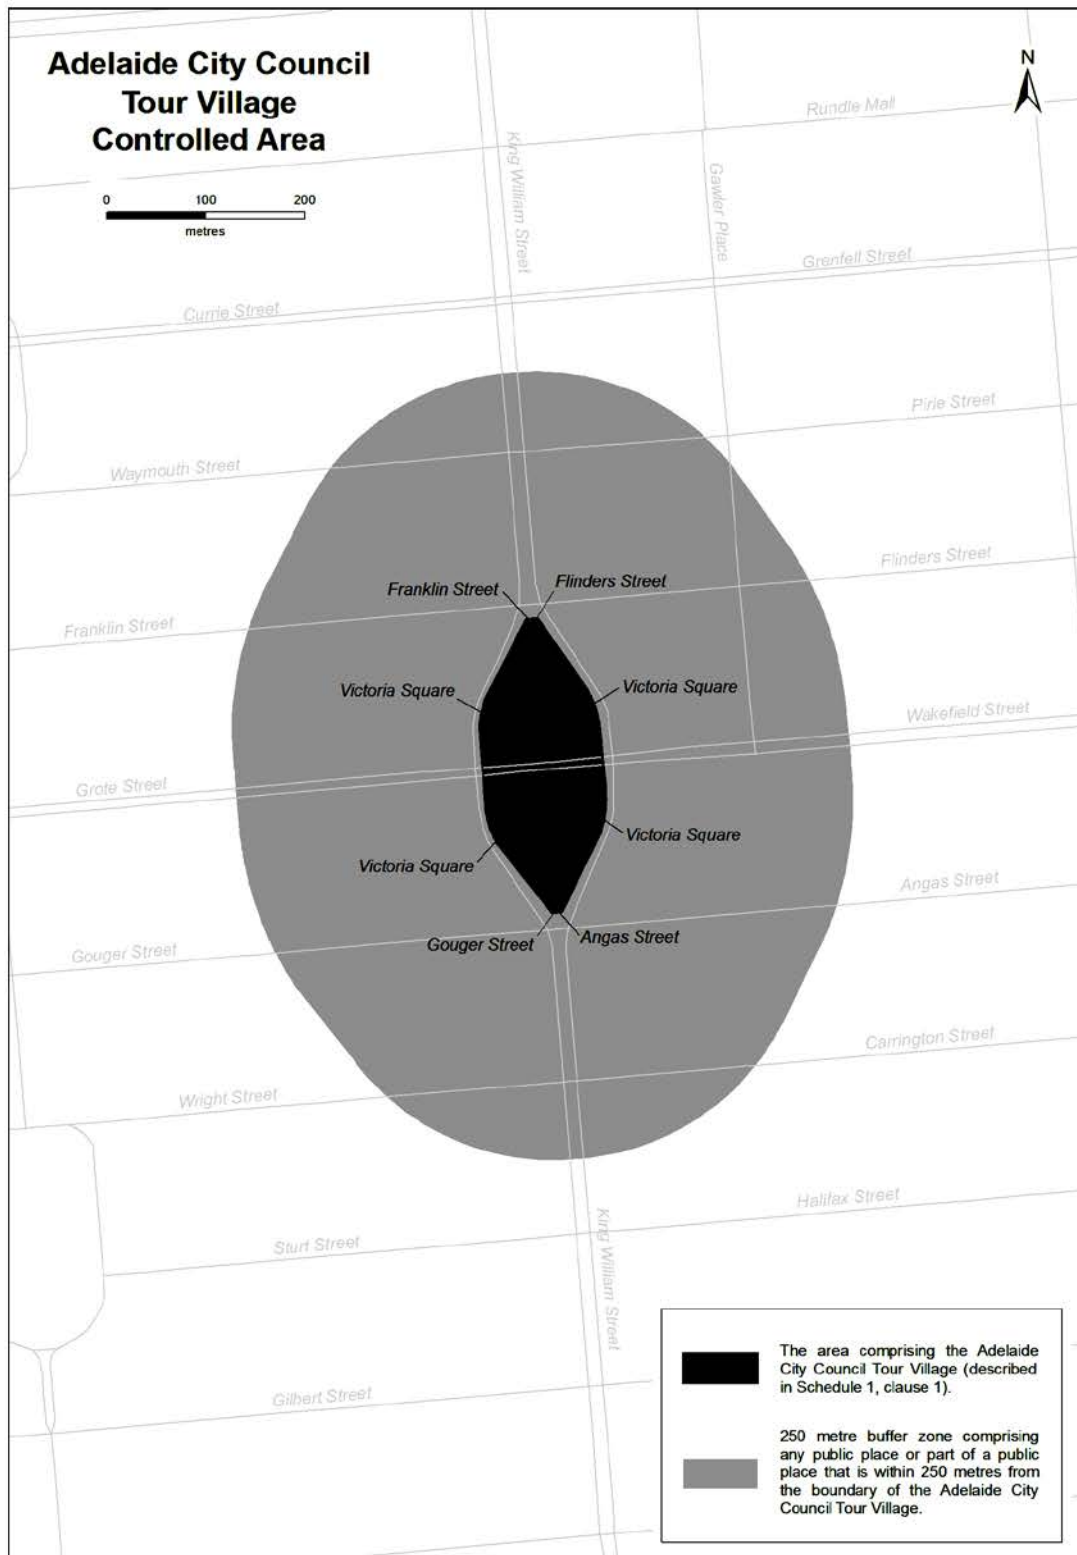 Adelaide City Council
Tour Village
Controlled Area
N
0 100 200
metres
Rundle Mall
King William Street
Gawler Place
Grenfell Street
Currie Street
Pirie Street
Waymouth Street
Flinders Street
Franklin Street
Flinders Street
Franklin Street
Victoria Square
Victoria Square
Wakefield Street
Grote Street
Victoria Square
Victoria Square
Angas Street
Gouger Street
Angas Street
Gouger Street
Carrington Street
Wright Street
Halifax Street
Sturt Street
King William Street
Gilbert Street
The area comprising the Adelaide
City Council Tour Village (described
in Schedule 1, clause 1).
250 metre buffer zone comprising
any public place or part of a public
place that is within 250 metres from
the boundary of the Adelaide City
Council Tour Village.